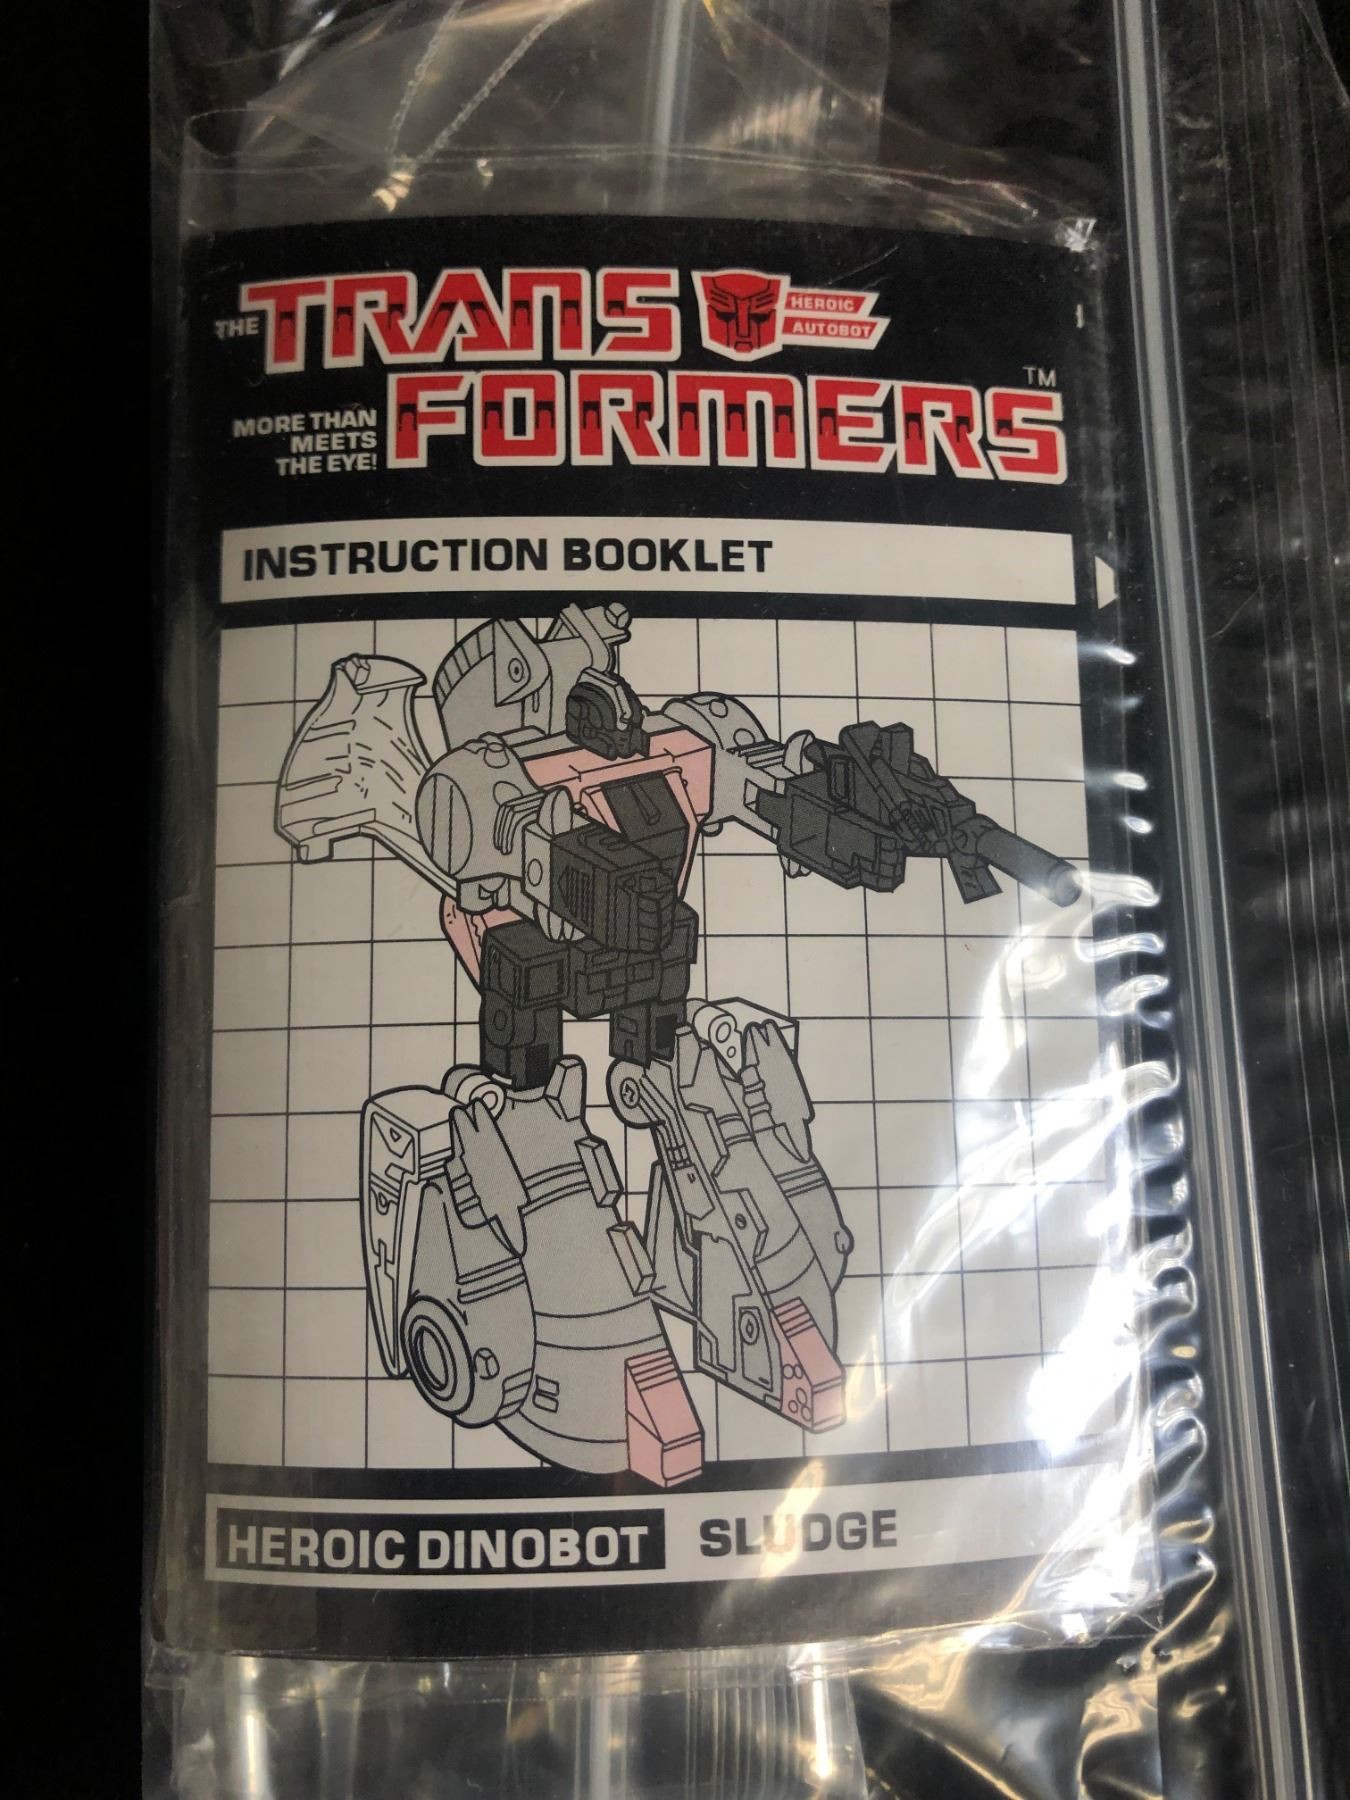 THE TRANS
HEROIC
AUTOBOT
FORMERS TM
MORE THAN
MEETS
THE EYE!
INSTRUCTION BOOKLET
HEROIC DINOBOT SLUDGE